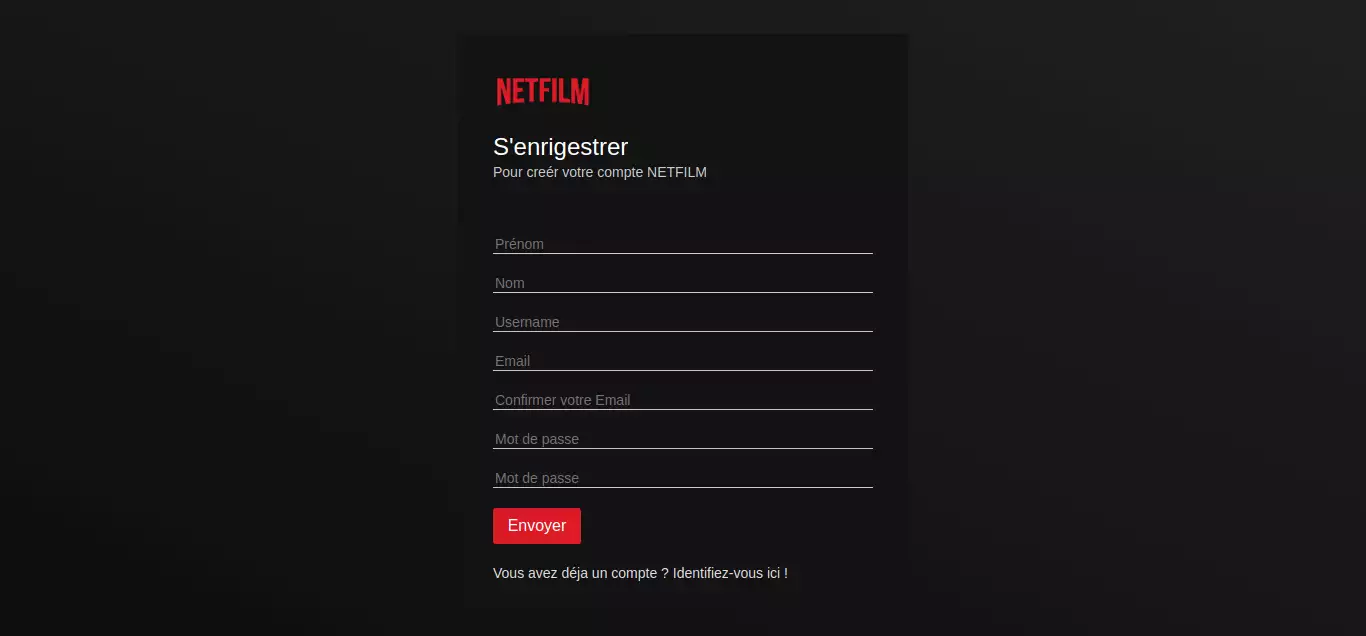 NETFILM
S'enrigestrer
Pour creér votre compte NETFILM
Prénom
Nom
Username
Email
Confirmer votre Email
Mot de passe
Mot de passe
Envoyer
Vous avez déja un compte ? Identifiez-vous ici !